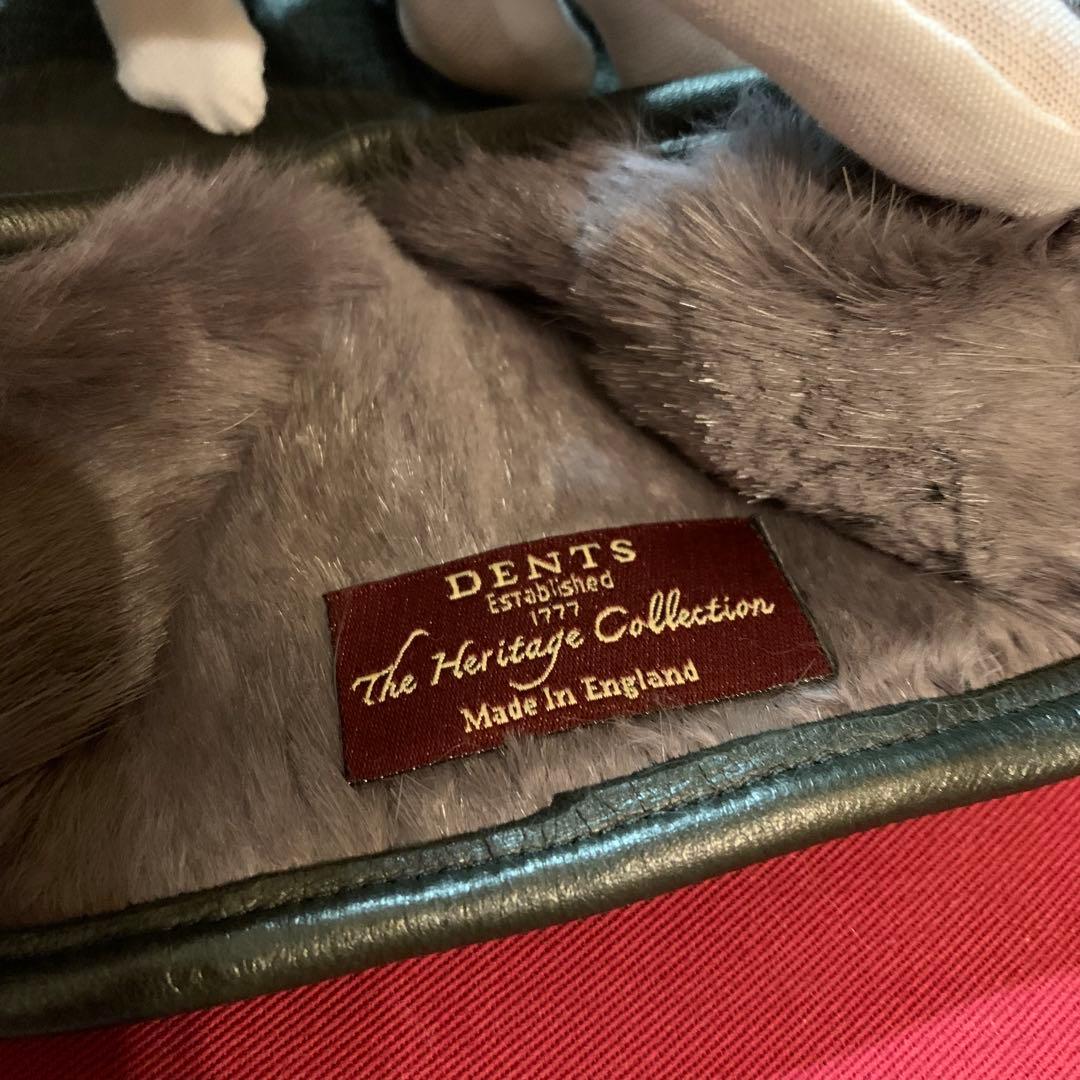 DENTS
Established
1777
The Heritage Collection
Made In England